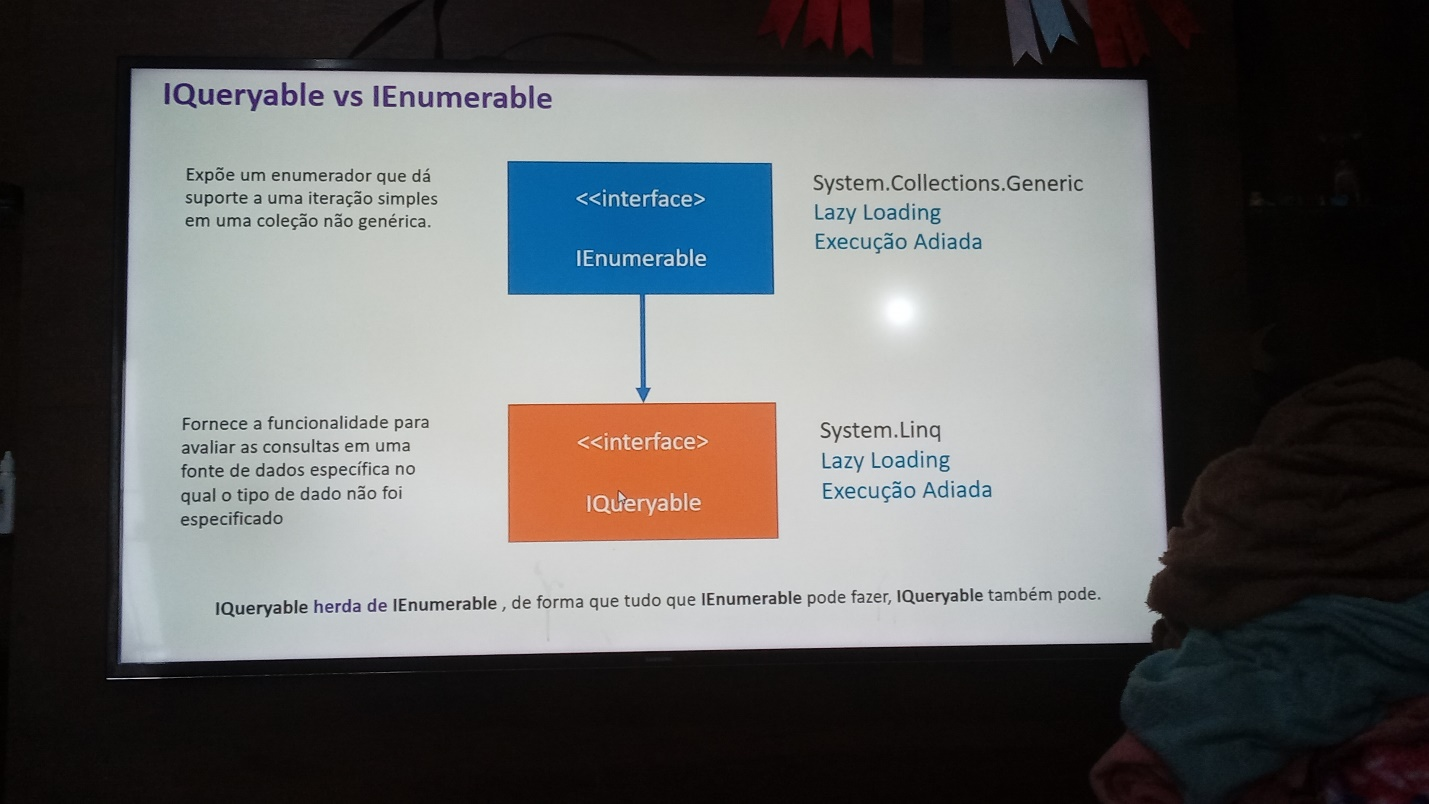 IQueryable vs IEnumerable
Expõe um enumerador que dá
suporte a uma iteração simples
em uma coleção não genérica.
<<interface>
IEnumerable
System.Collections.Generic
Lazy Loading
Execução Adiada
Fornece a funcionalidade para
avaliar as consultas em uma
fonte de dados específica no
qual o tipo de dado não foi
especificado
<<interface>
IQueryable
System.Linq
Lazy Loading
Execução Adiada
IQueryable herda de IEnumerable , de forma que tudo que IEnumerable pode fazer, IQueryable também pode.